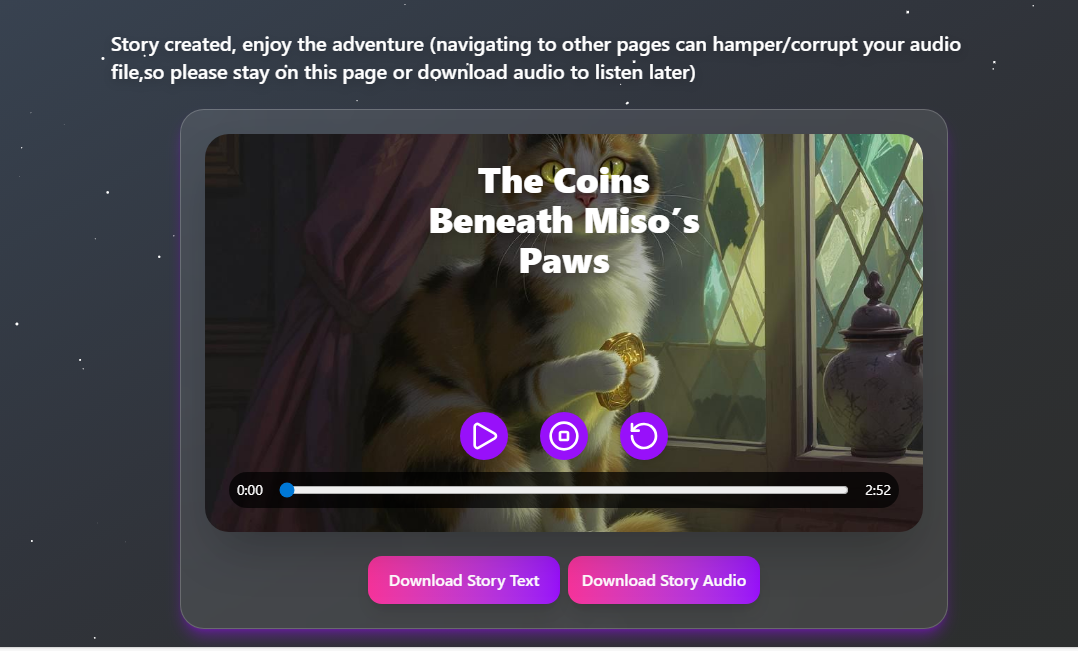 Story created, enjoy the adventure (navigating to other pages can hamper/corrupt your audio
file,so please stay on this page or download audio to listen later)
The Coins
Beneath Miso’s
Paws
0:00
2:52
Download Story Text
Download Story Audio